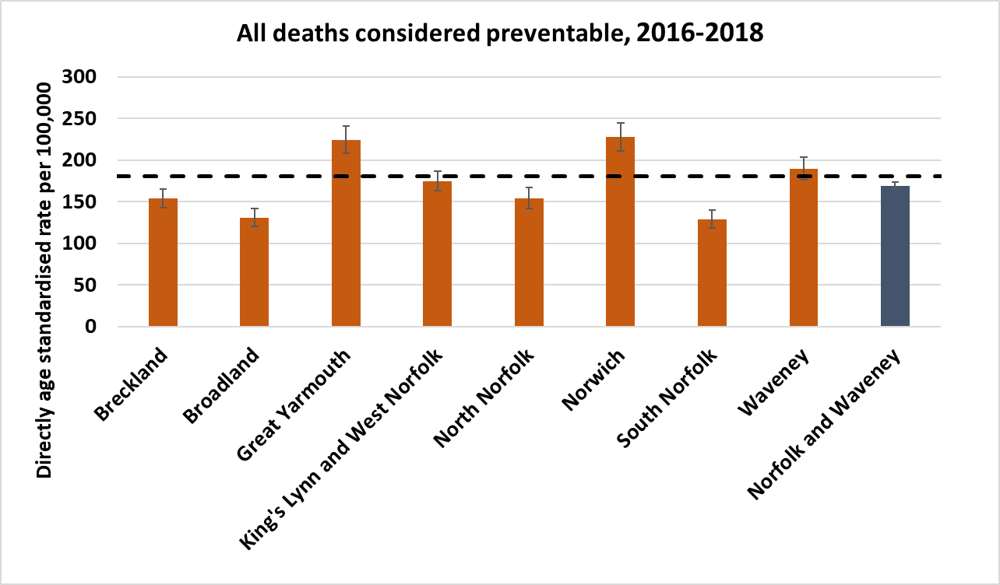 All deaths considered preventable, 2016-2018
Directly age standardised rate per 100,000
300
250
200
150
100
50
0
Breckland
Broadland
Great Yarmouth
King's Lynn and West Norfolk
North Norfolk
Norwich
South Norfolk
Waveney
Norfolk and Waveney